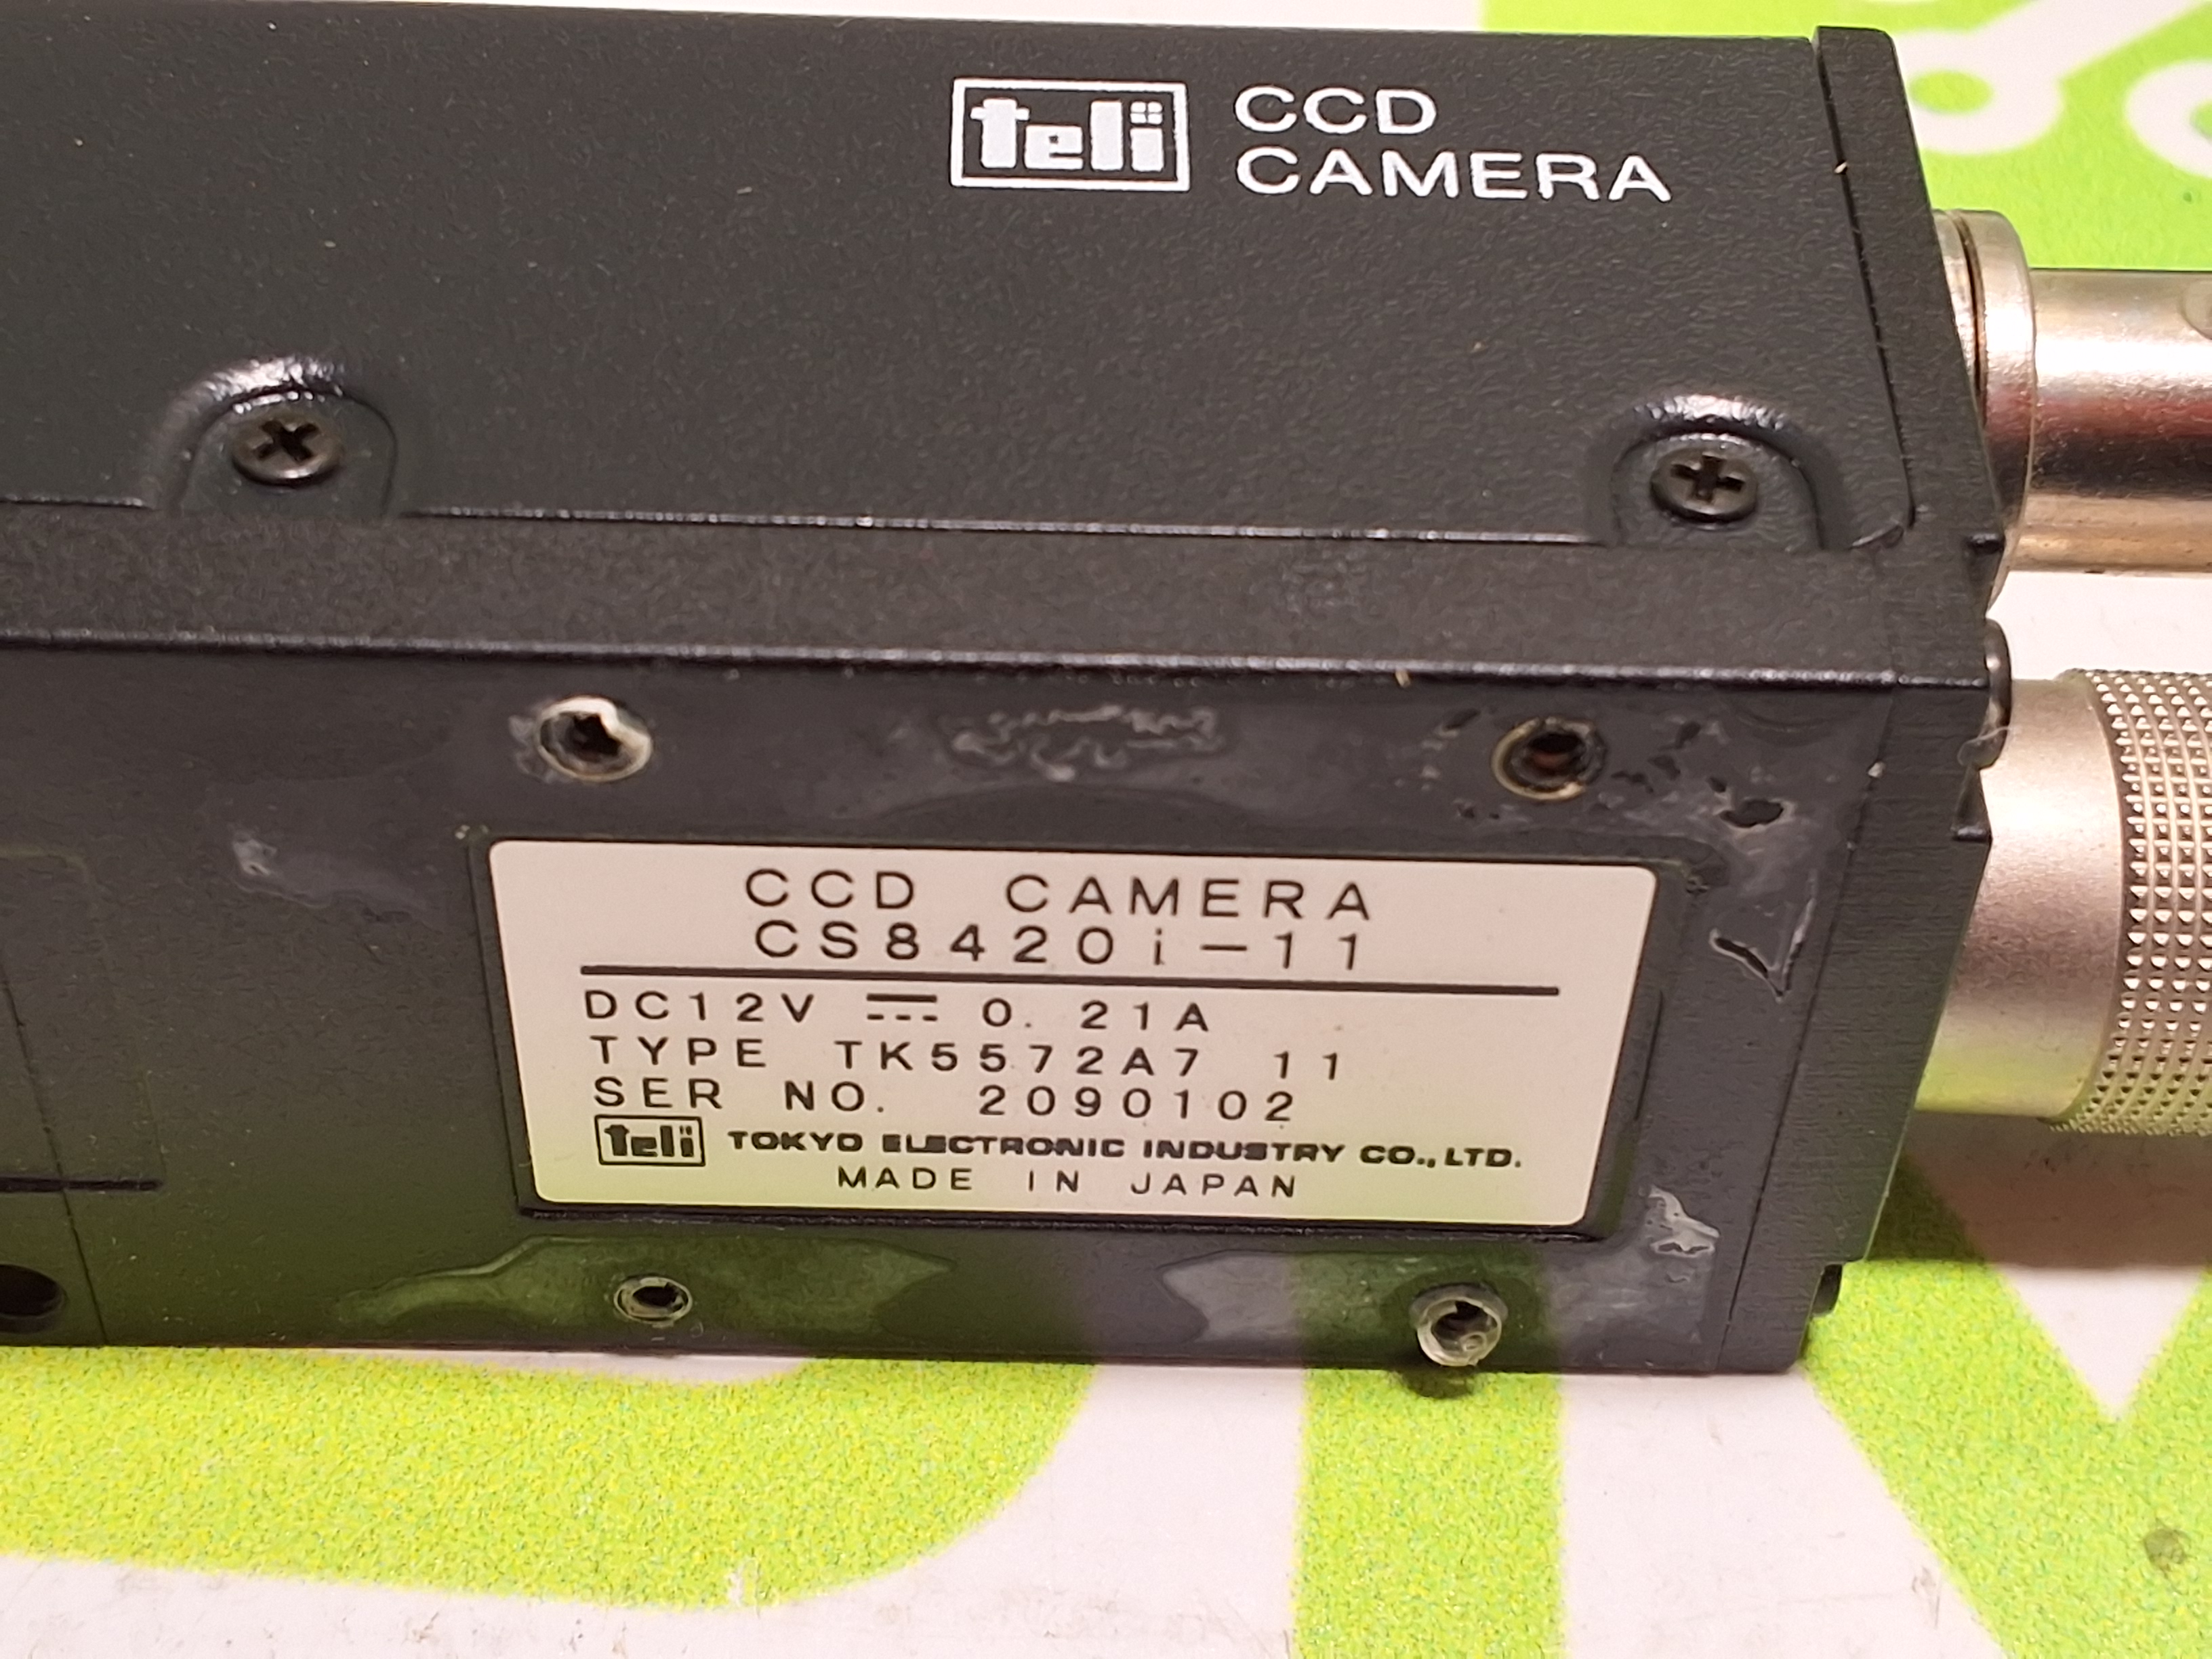 teli CCD
CAMERA
CCD CAMERA
CS8420i-11
DC12V ⎓ 0.21A
TYPE TK5572A7 11
SER NO. 2090102
teli TOKYO ELECTRONIC INDUSTRY CO., LTD.
MADE IN JAPAN